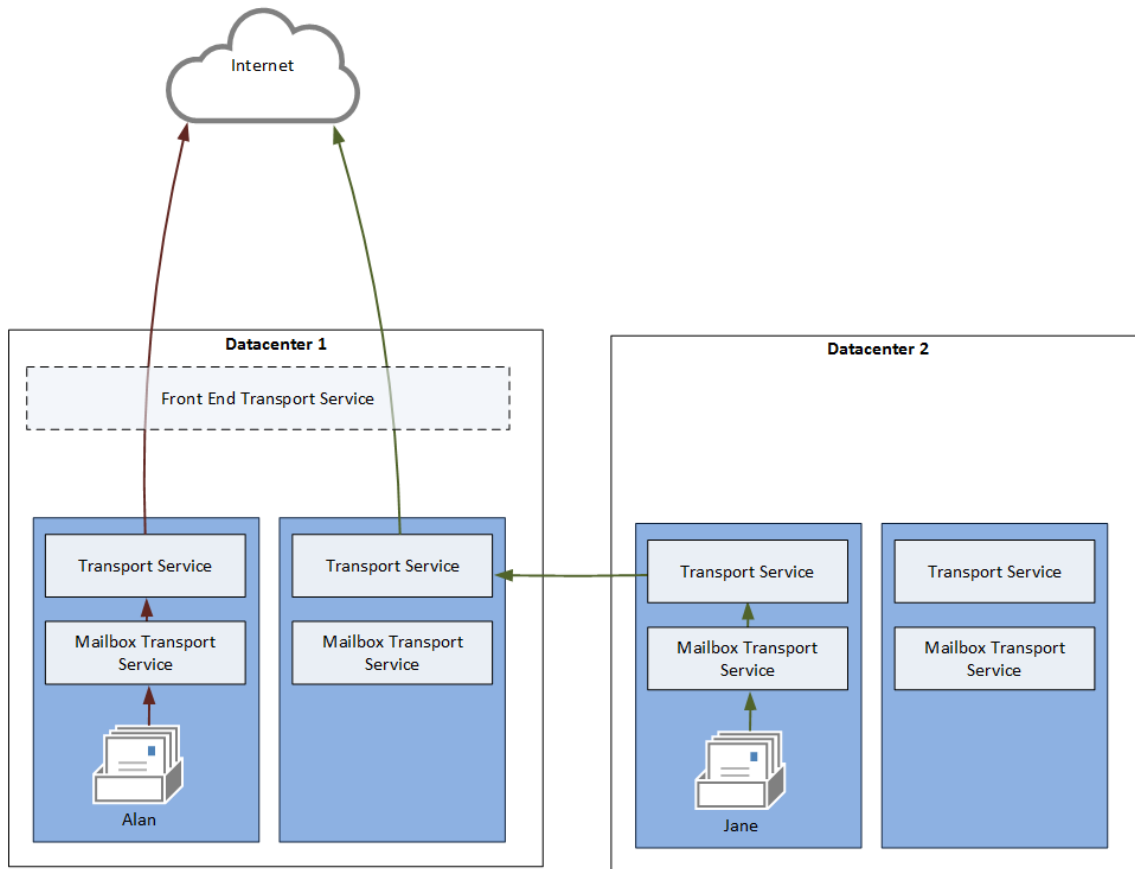 Internet
Datacenter 1
Front End Transport Service
Transport Service
Mailbox Transport
Service
Alan
Transport Service
Mailbox Transport
Service
Datacenter 2
Transport Service
Mailbox Transport
Service
Jane
Transport Service
Mailbox Transport
Service